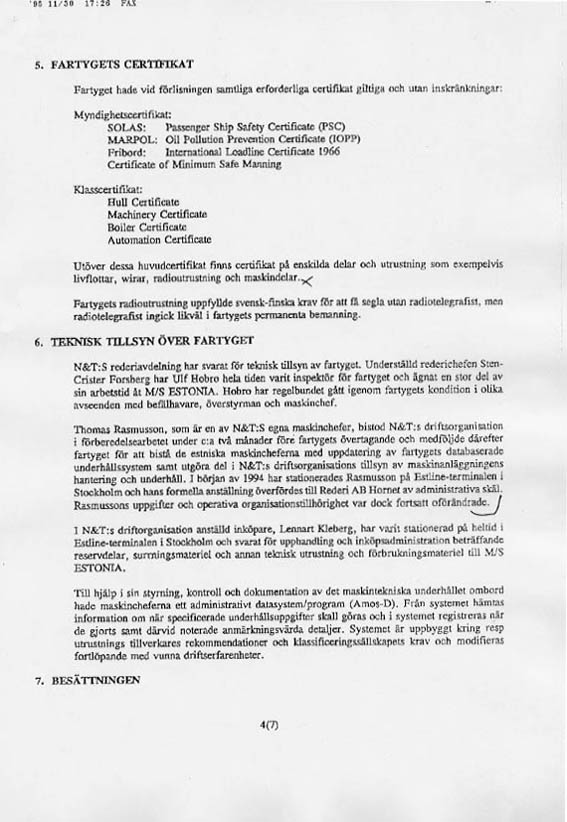 '95 11/30 17:26 FAX
5. FARTYGETS CERTIFIKAT
Fartyget hade vid förlisningen samtliga erforderliga certifikat giltiga och utan inskränkningar:
Myndighetscertifikat:
SOLAS: Passenger Ship Safety Certificate (PSC)
MARPOL: Oil Pollution Prevention Certificate (IOPP)
Fribord: International Loadline Certificate 1966
Certificate of Minimum Safe Manning
Klasscertifikat:
Hull Certificate
Machinery Certificate
Boiler Certificate
Automation Certificate
Utöver dessa huvudcertifikat finns certifikat på enskilda delar och utrustning som exempelvis
livflottar, wirar, radioutrustning och maskindelar.
Fartygets radioutrustning uppfyllde svensk-finska krav för att få segla utan radiotelegrafist, men
radiotelegrafist ingick likväl i fartygets permanenta bemanning.
6. TEKNISK TILLSYN ÖVER FARTYGET
N&T:S rederiavdelning har svarat för teknisk tillsyn av fartyget. Underställd rederichefen Sten-
Crister Forsberg har Ulf Hobro hela tiden varit inspektör för fartyget och ägnat en stor del av
sin arbetstid åt M/S ESTONIA. Hobro har regelbundet gått igenom fartygets kondition i olika
avseenden med befälhavare, överstyrman och maskinchef.
Thomas Rasmusson, som är en av N&T:S egna maskinchefer, bistod N&T:s driftsorganisation
i förberedelsearbetet under c:a två månader före fartygets övertagande och medföljde därefter
fartyget för att bistå de estniska maskincheferna med uppdatering av fartygets databaserade
underhållssystem samt utgöra del i N&T:s driftsorganisations tillsyn av maskinanläggningens
hantering och underhåll. I början av 1994 har stationerades Rasmusson på Estline-terminalen i
Stockholm och hans formella anställning överfördes till Rederi AB Hornet av administrativa skäl.
Rasmussons uppgifter och operativa organisationstillhörighet var dock fortsatt oförändrade.
I N&T:s driftorganisation anställd inköpare, Lennart Kleberg, har varit stationerad på heltid i
Estline-terminalen i Stockholm och svarat för upphandling och inköpsadministration beträffande
reservdelar, surrningsmateriel och annan teknisk utrustning och förbrukningsmateriel till M/S
ESTONIA.
Till hjälp i sin styrning, kontroll och dokumentation av det maskintekniska underhållet ombord
hade maskincheferna ett administrativt datasystem/program (Amos-D). Från systemet hämtas
information om när specificerade underhållsuppgifter skall göras och i systemet registreras när
de gjorts samt därvid noterade anmärkningsvärda detaljer. Systemet är uppbyggt kring resp
utrustnings tillverkares rekommendationer och klassificeringssällskapets krav och modifieras
fortlöpande med vunna driftserfarenheter.
7. BESÄTTNINGEN
4(7)